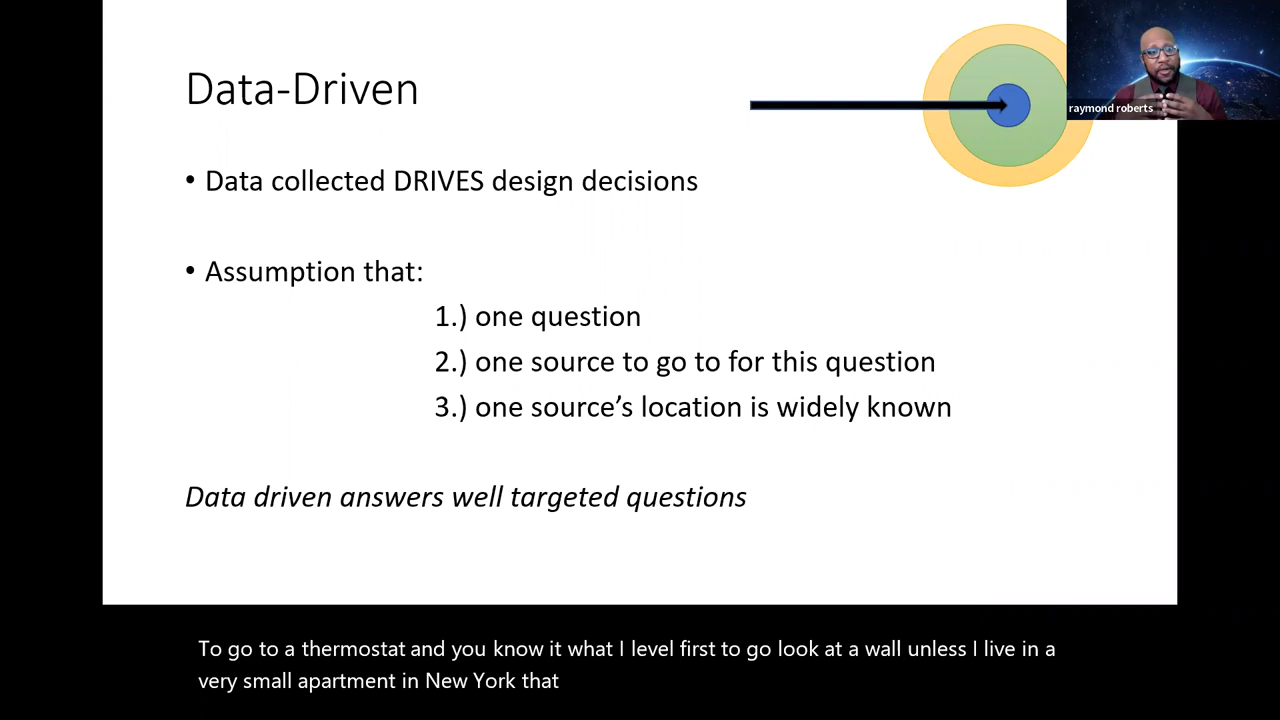 Data-Driven
raymond roberts
• Data collected DRIVES design decisions
• Assumption that:
1.) one question
2.) one source to go to for this question
3.) one source’s location is widely known
Data driven answers well targeted questions
To go to a thermostat and you know it what I level first to go look at a wall unless I live in a
very small apartment in New York that